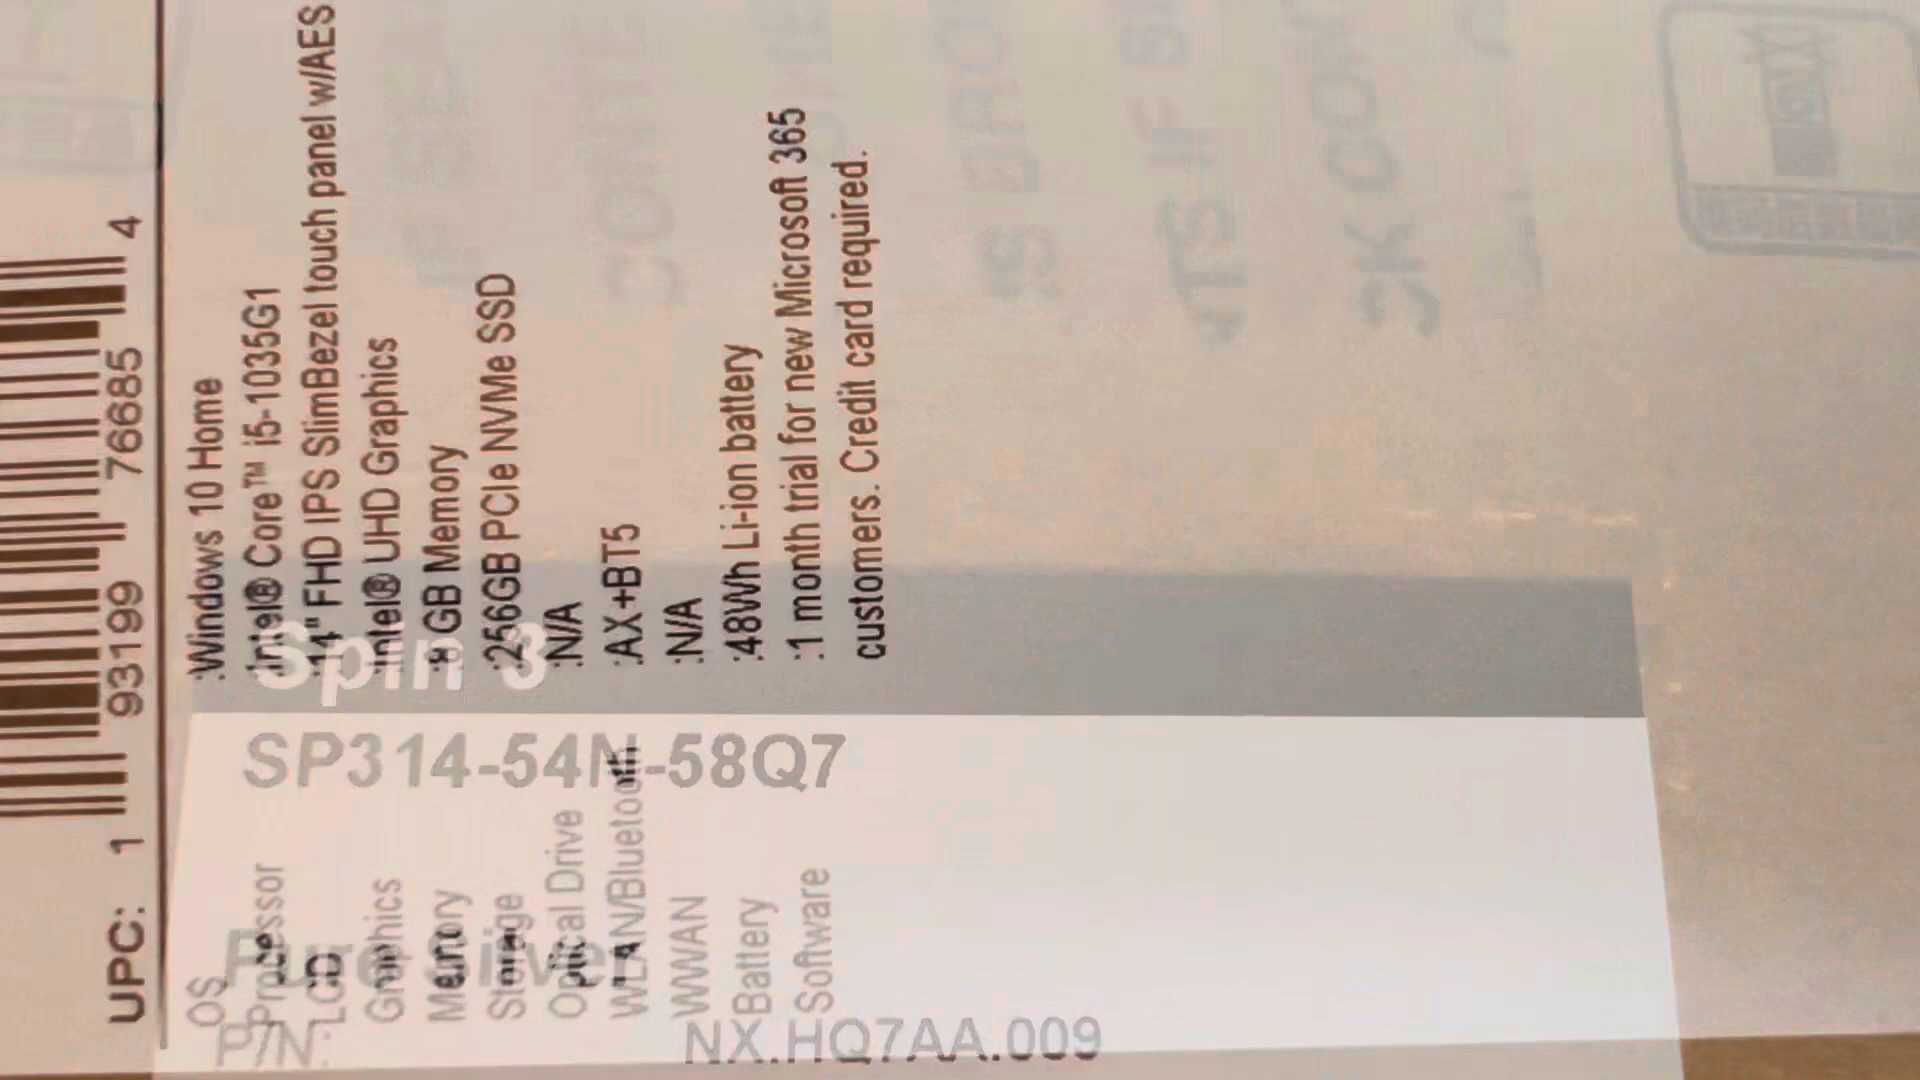 Spin 3
SP314-54N-58Q7
Pure Silver
P/N: NX.HQ7AA.009
UPC: 1 93199 76685 4
OS :Windows 10 Home
Processor :Intel® Core™ i5-1035G1
LCD :14" FHD IPS SlimBezel touch panel w/AES
Graphics :Intel® UHD Graphics
Memory :8 GB Memory
Storage :256GB PCIe NVMe SSD
Optical Drive :N/A
WLAN/Bluetooth :AX+BT5
WWAN :N/A
Battery :48Wh Li-ion battery
Software :1 month trial for new Microsoft 365
customers. Credit card required.